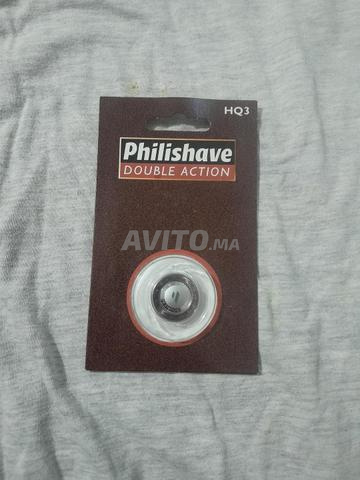 HQ3
Philishave
DOUBLE ACTION
AVITO.MA